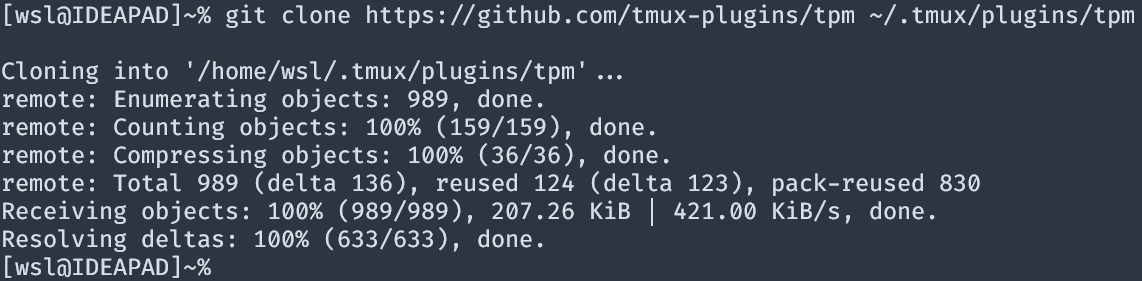 [wsl@IDEAPAD]~% git clone https://github.com/tmux-plugins/tpm ~/.tmux/plugins/tpm
Cloning into '/home/wsl/.tmux/plugins/tpm'...
remote: Enumerating objects: 989, done.
remote: Counting objects: 100% (159/159), done.
remote: Compressing objects: 100% (36/36), done.
remote: Total 989 (delta 136), reused 124 (delta 123), pack-reused 830
Receiving objects: 100% (989/989), 207.26 KiB | 421.00 KiB/s, done.
Resolving deltas: 100% (633/633), done.
[wsl@IDEAPAD]~%